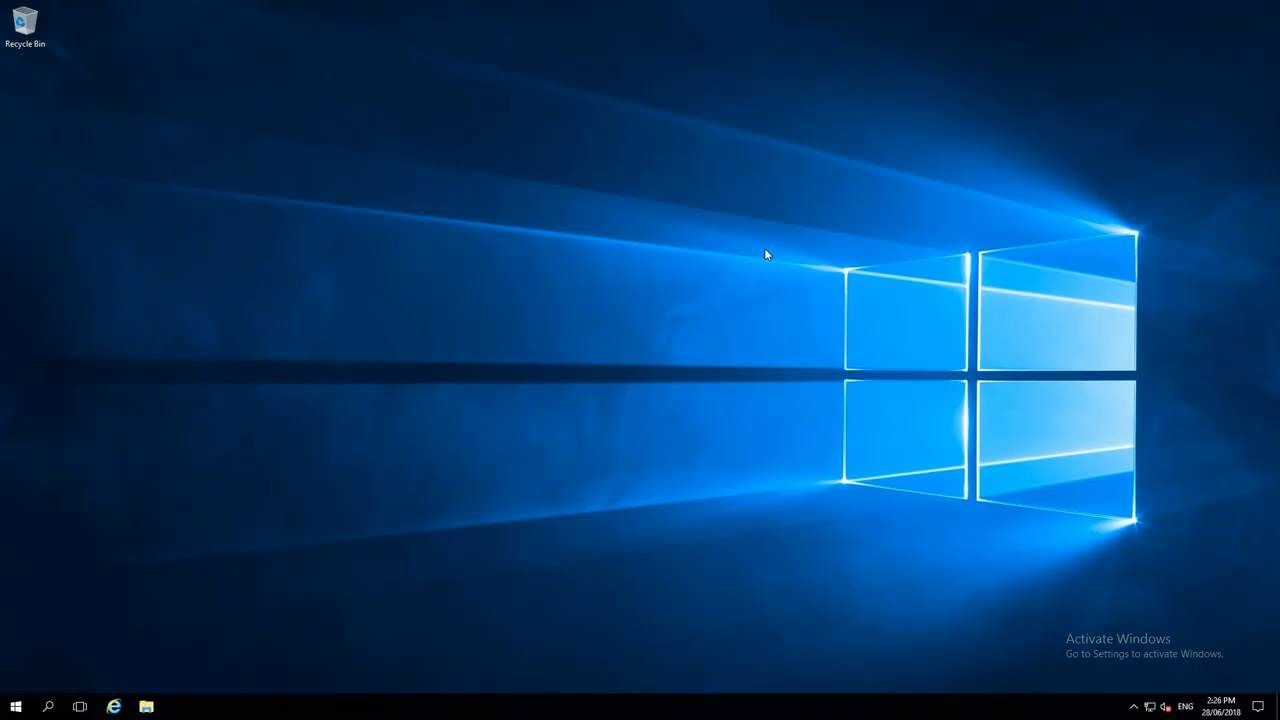 Recycle Bin
Activate Windows
Go to Settings to activate Windows.
ENG
2:26 PM
28/06/2018